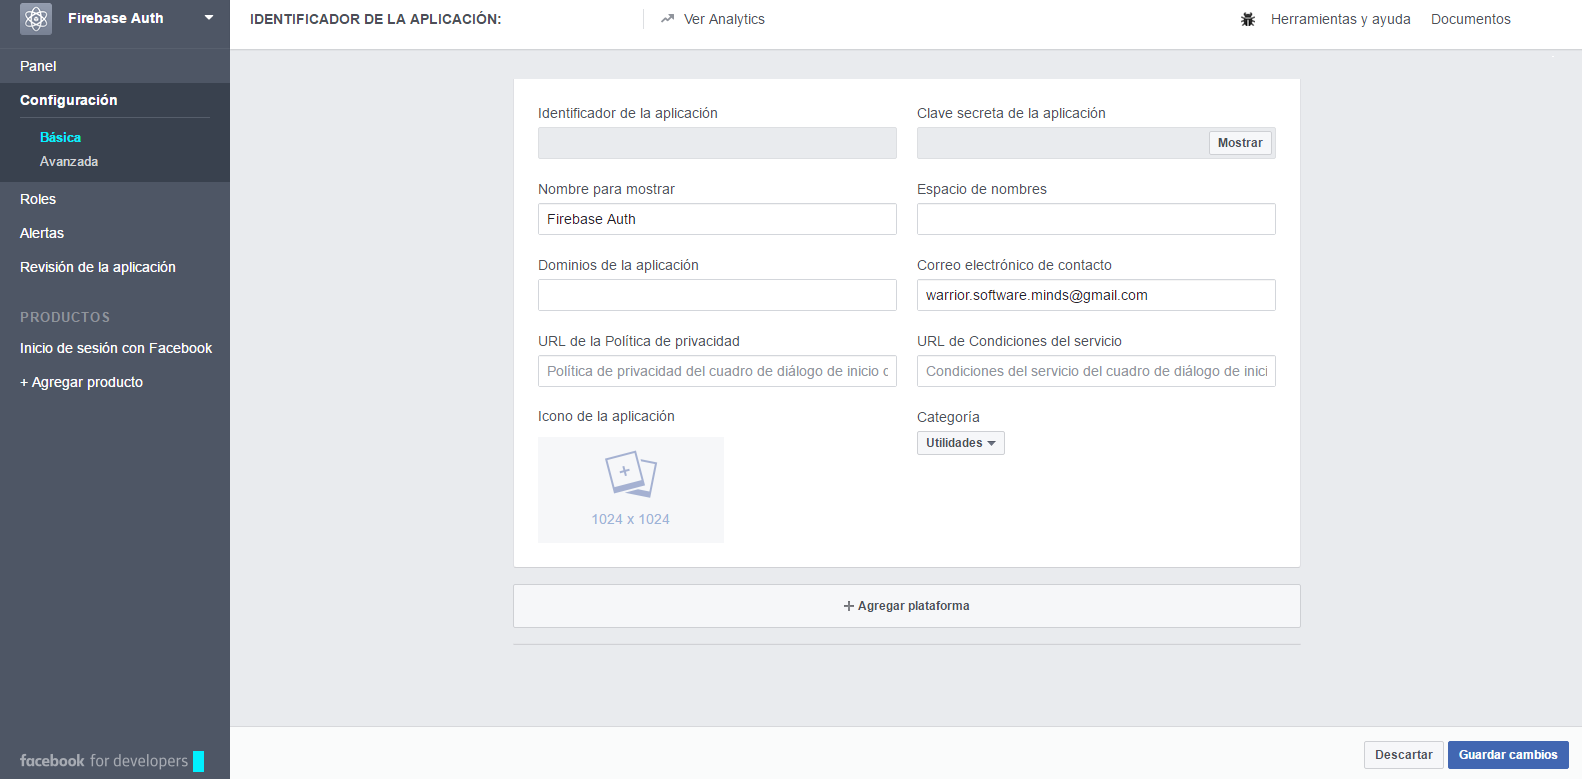 Firebase Auth
IDENTIFICADOR DE LA APLICACIÓN:
Ver Analytics
Herramientas y ayuda
Documentos
Panel
Configuración
Básica
Avanzada
Roles
Alertas
Revisión de la aplicación
PRODUCTOS
Inicio de sesión con Facebook
+ Agregar producto
facebook for developers
Identificador de la aplicación
Clave secreta de la aplicación
Mostrar
Nombre para mostrar
Espacio de nombres
Firebase Auth
Dominios de la aplicación
Correo electrónico de contacto
warrior.software.minds@gmail.com
URL de la Política de privacidad
URL de Condiciones del servicio
Política de privacidad del cuadro de diálogo de inicio c
Condiciones del servicio del cuadro de diálogo de inici
Icono de la aplicación
Categoría
Utilidades
1024 x 1024
+ Agregar plataforma
Descartar
Guardar cambios